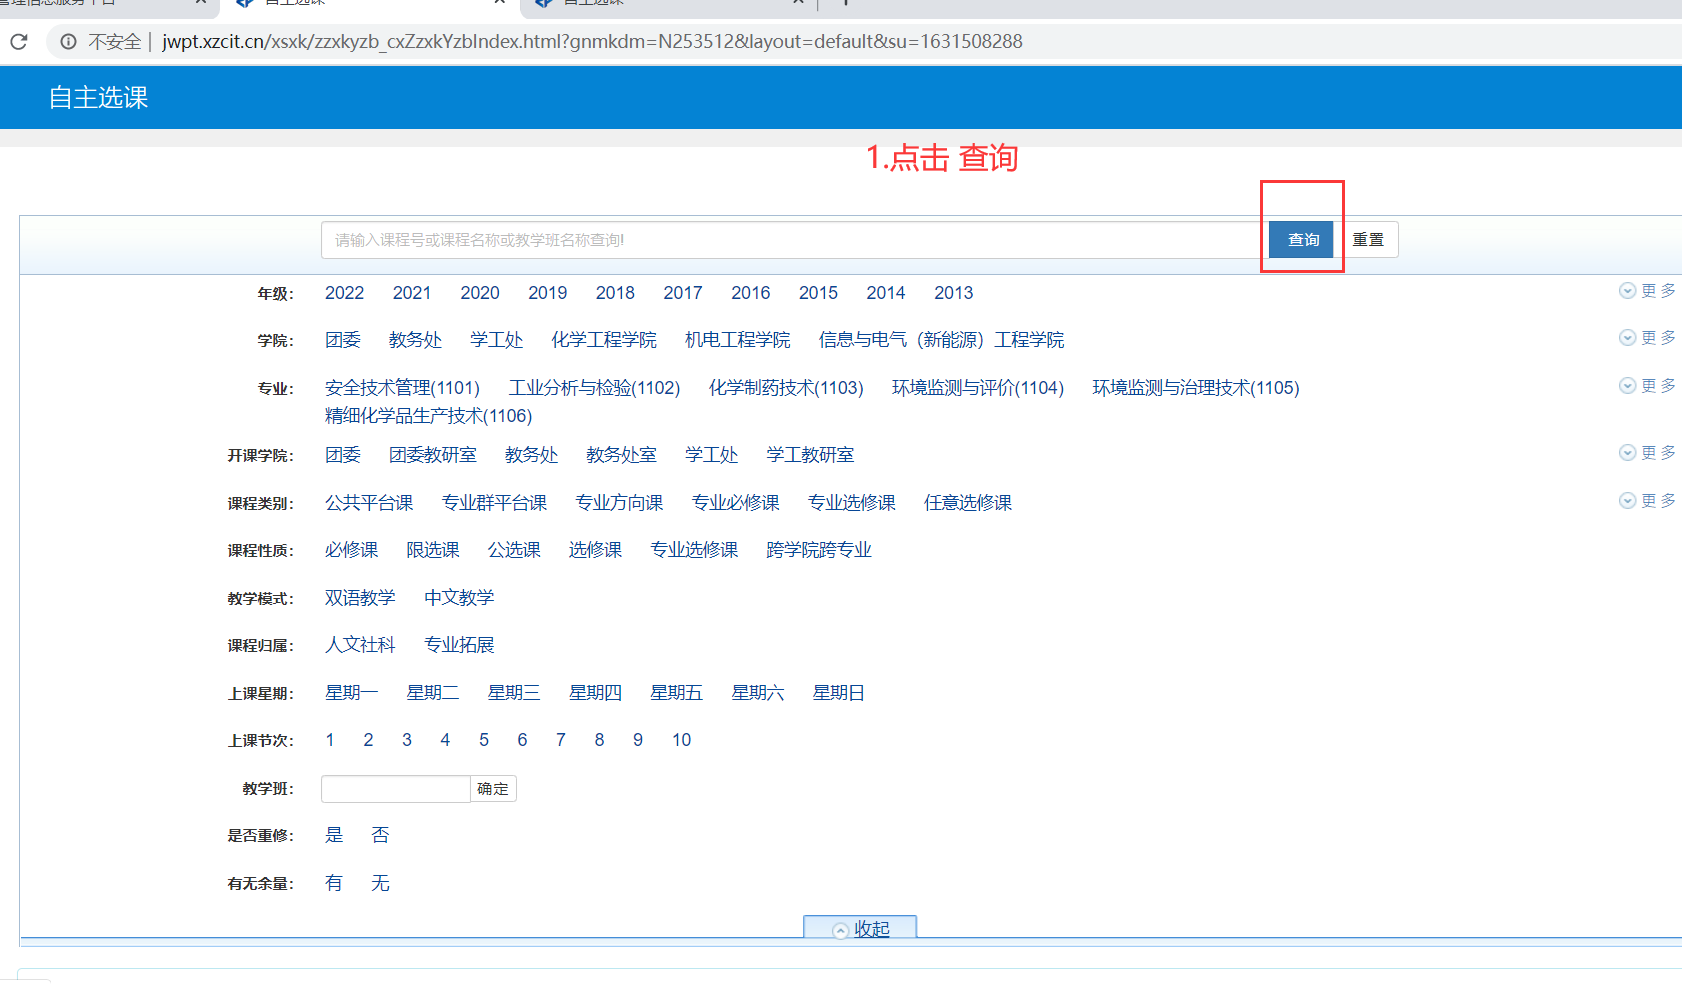 自主选课
自主选课
不安全 | jwpt.xzcit.cn/xsxk/zzxkyzb_cxZzxkYzbIndex.html?gnmkdm=N253512&layout=default&su=1631508288
自主选课
1.点击 查询
请输入课程号或课程名称或教学班名称查询! 查询 重置
年级： 2022 2021 2020 2019 2018 2017 2016 2015 2014 2013 更多
学院： 团委 教务处 学工处 化学工程学院 机电工程学院 信息与电气（新能源）工程学院 更多
专业： 安全技术管理(1101) 工业分析与检验(1102) 化学制药技术(1103) 环境监测与评价(1104) 环境监测与治理技术(1105) 更多
精细化学品生产技术(1106)
开课学院： 团委 团委教研室 教务处 教务处室 学工处 学工教研室 更多
课程类别： 公共平台课 专业群平台课 专业方向课 专业必修课 专业选修课 任意选修课 更多
课程性质： 必修课 限选课 公选课 选修课 专业选修课 跨学院跨专业
教学模式： 双语教学 中文教学
课程归属： 人文社科 专业拓展
上课星期： 星期一 星期二 星期三 星期四 星期五 星期六 星期日
上课节次： 1 2 3 4 5 6 7 8 9 10
教学班： 确定
是否重修： 是 否
有无余量： 有 无
收起